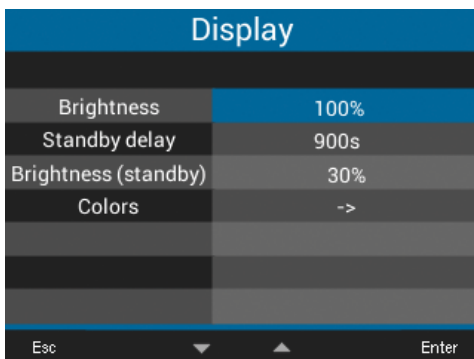 Display
Brightness 100%
Standby delay 900s
Brightness (standby) 30%
Colors ->
Esc Enter